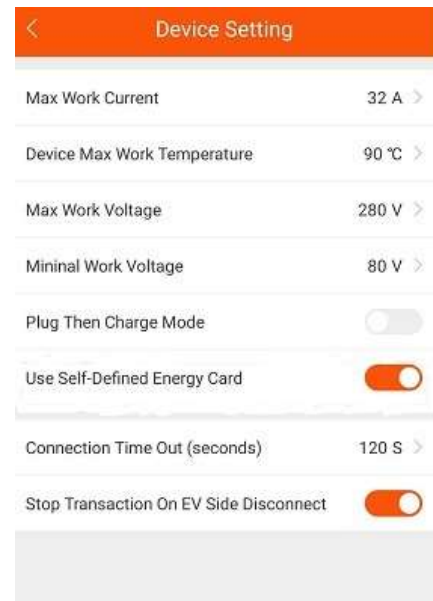 Device Setting
Max Work Current 32 A
Device Max Work Temperature 90 ℃
Max Work Voltage 280 V
Mininal Work Voltage 80 V
Plug Then Charge Mode
Use Self-Defined Energy Card
Connection Time Out (seconds) 120 S
Stop Transaction On EV Side Disconnect